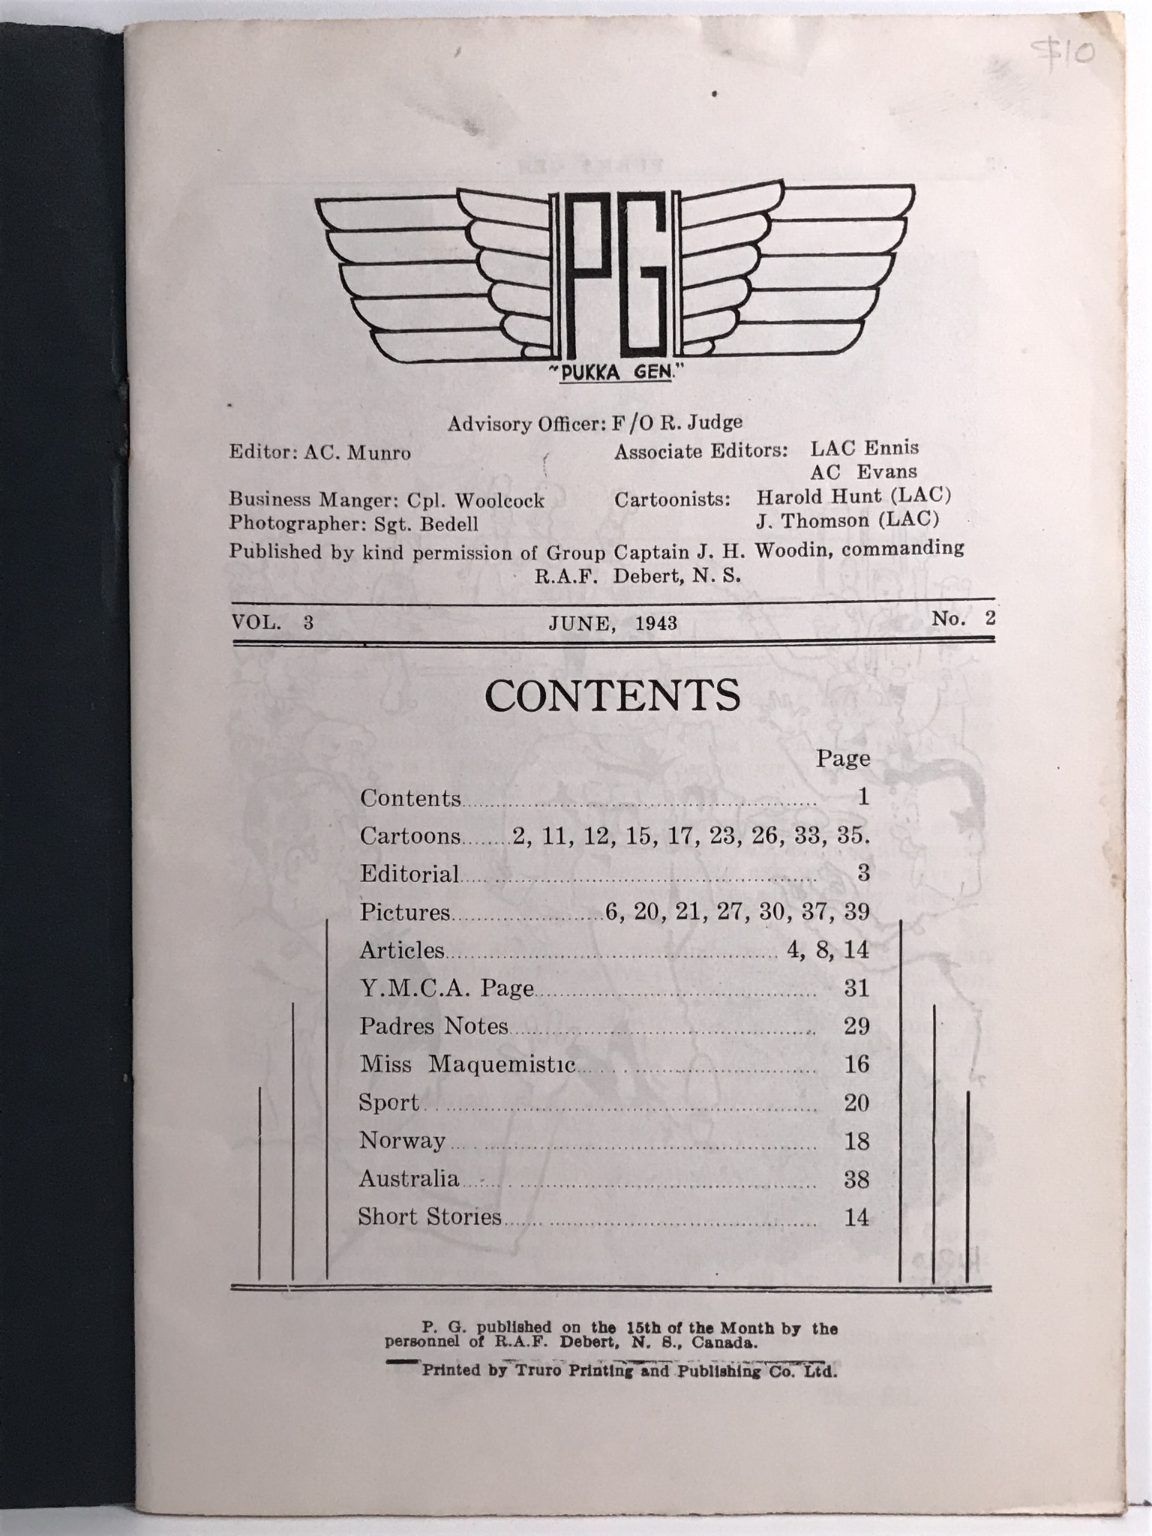 $10
PG
"PUKKA GEN."
Advisory Officer: F/O R. Judge
Editor: AC. Munro Associate Editors: LAC Ennis
AC Evans
Business Manger: Cpl. Woolcock Cartoonists: Harold Hunt (LAC)
Photographer: Sgt. Bedell J. Thomson (LAC)
Published by kind permission of Group Captain J. H. Woodin, commanding
R.A.F. Debert, N. S.
VOL. 3 JUNE, 1943 No. 2
CONTENTS
Page
Contents 1
Cartoons 2, 11, 12, 15, 17, 23, 26, 33, 35.
Editorial 3
Pictures 6, 20, 21, 27, 30, 37, 39
Articles 4, 8, 14
Y.M.C.A. Page 31
Padres Notes 29
Miss Maquemistic 16
Sport 20
Norway 18
Australia 38
Short Stories 14
P. G. published on the 15th of the Month by the
personnel of R.A.F. Debert, N. S., Canada.
Printed by Truro Printing and Publishing Co. Ltd.